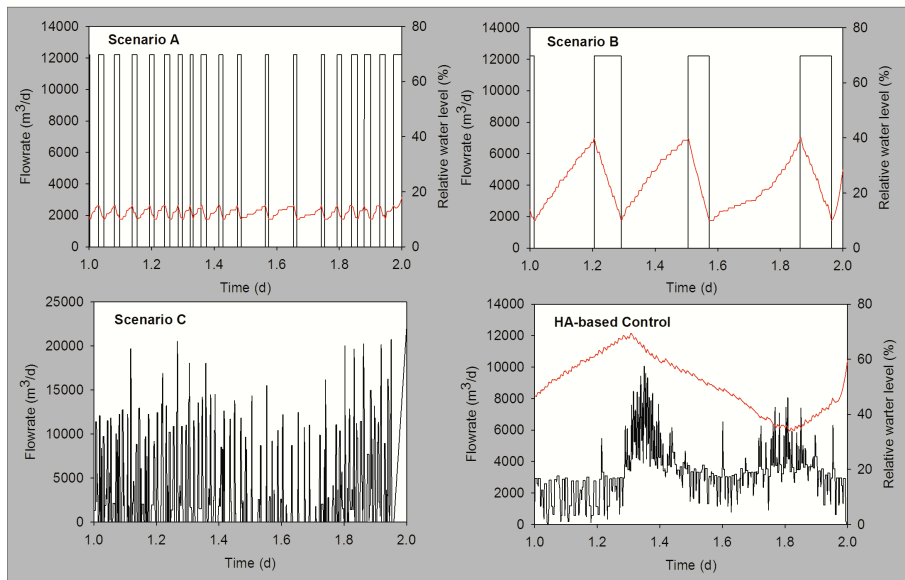 Scenario A
14000
12000
10000
8000
6000
4000
2000
0
80
60
40
20
0
Flowrate (m3/d)
Relative water level (%)
1.0 1.2 1.4 1.6 1.8 2.0
Time (d)
Scenario B
14000
12000
10000
8000
6000
4000
2000
0
80
60
40
20
0
Flowrate (m3/d)
Relative water level (%)
1.0 1.2 1.4 1.6 1.8 2.0
Time (d)
Scenario C
25000
20000
15000
10000
5000
0
Flowrate (m3/d)
1.0 1.2 1.4 1.6 1.8 2.0
Time (d)
HA-based Control
14000
12000
10000
8000
6000
4000
2000
0
80
60
40
20
0
Flowrate (m3/d)
Relative warter level (%)
1.0 1.2 1.4 1.6 1.8 2.0
Time (d)